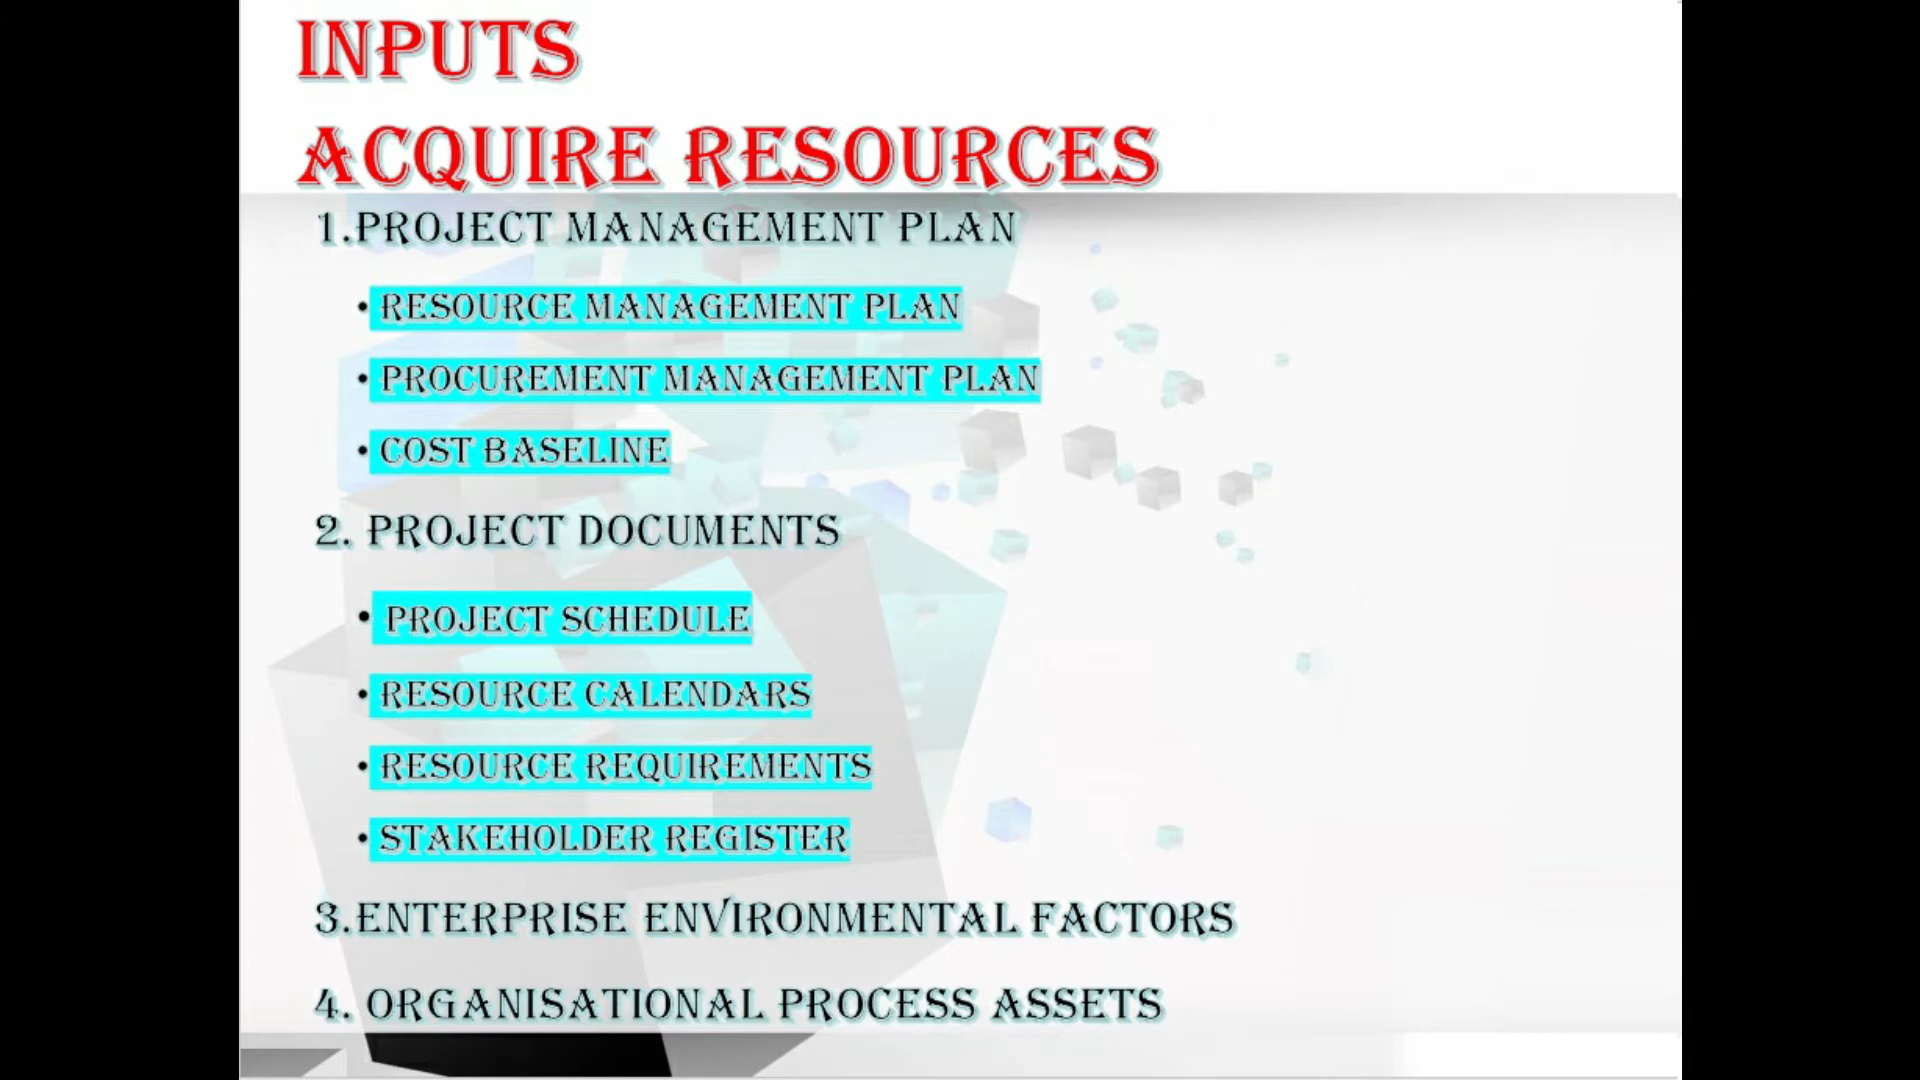 INPUTS
ACQUIRE RESOURCES
1.PROJECT MANAGEMENT PLAN
• RESOURCE MANAGEMENT PLAN
• PROCUREMENT MANAGEMENT PLAN
• COST BASELINE
2. PROJECT DOCUMENTS
• PROJECT SCHEDULE
• RESOURCE CALENDARS
• RESOURCE REQUIREMENTS
• STAKEHOLDER REGISTER
3.ENTERPRISE ENVIRONMENTAL FACTORS
4. ORGANISATIONAL PROCESS ASSETS